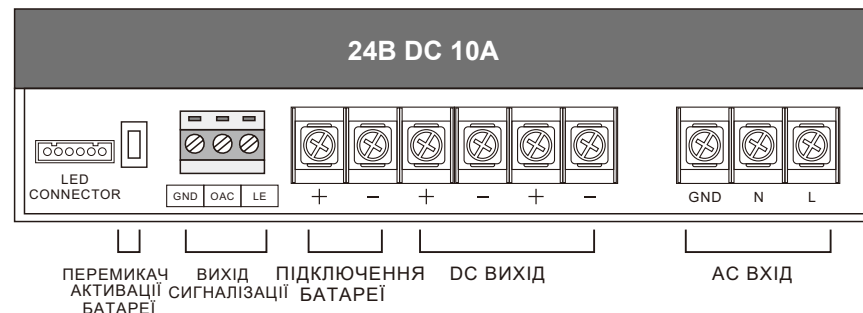 24В DC 10А
LED
CONNECTOR
GND OAC LE
+ − + − + −
GND N L
ПЕРЕМИКАЧ
АКТИВАЦІЇ
БАТАРЕЇ
ВИХІД
СИГНАЛІЗАЦІЇ
ПІДКЛЮЧЕННЯ
БАТАРЕЇ
DC ВИХІД
AC ВХІД